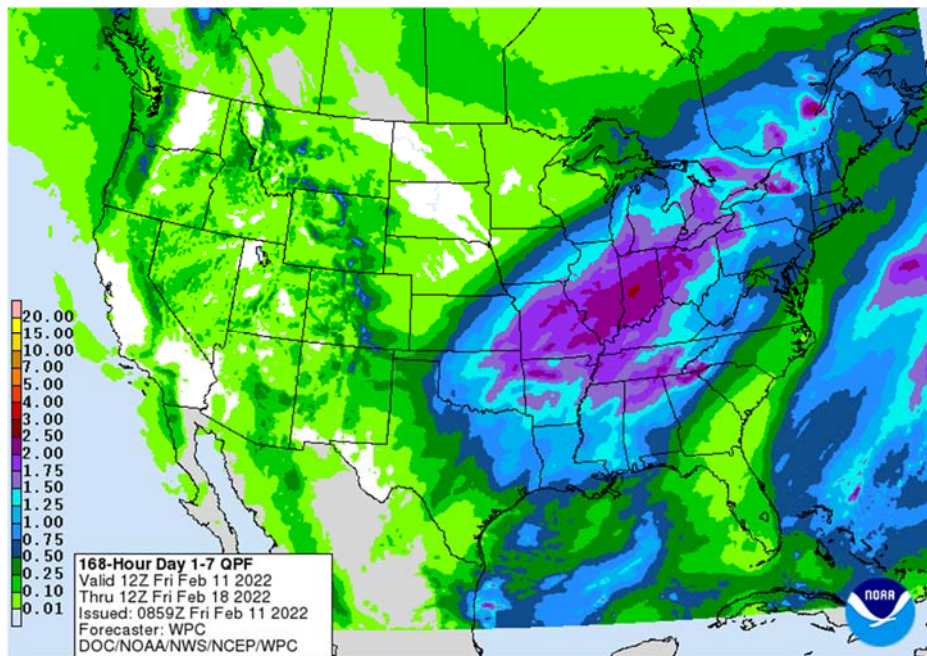 20.00
15.00
10.00
7.00
5.00
4.00
3.00
2.50
2.00
1.75
1.50
1.25
1.00
0.75
0.50
0.25
0.10
0.01
168-Hour Day 1-7 QPF
Valid 12Z Fri Feb 11 2022
Thru 12Z Fri Feb 18 2022
Issued: 0859Z Fri Feb 11 2022
Forecaster: WPC
DOC/NOAA/NWS/NCEP/WPC
NOAA